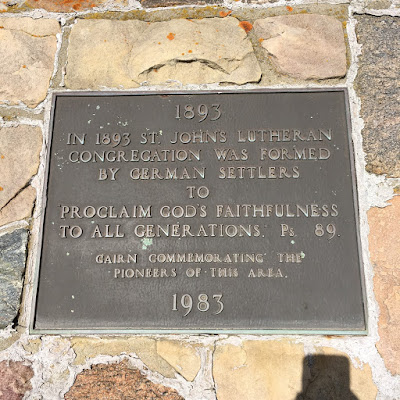 1893
IN 1893 ST. JOHN'S LUTHERAN
CONGREGATION WAS FORMED
BY GERMAN SETTLERS
TO
PROCLAIM GOD'S FAITHFULNESS
TO ALL GENERATIONS, Ps. 89.
CAIRN COMMEMORATING THE
PIONEERS OF THIS AREA.
1983